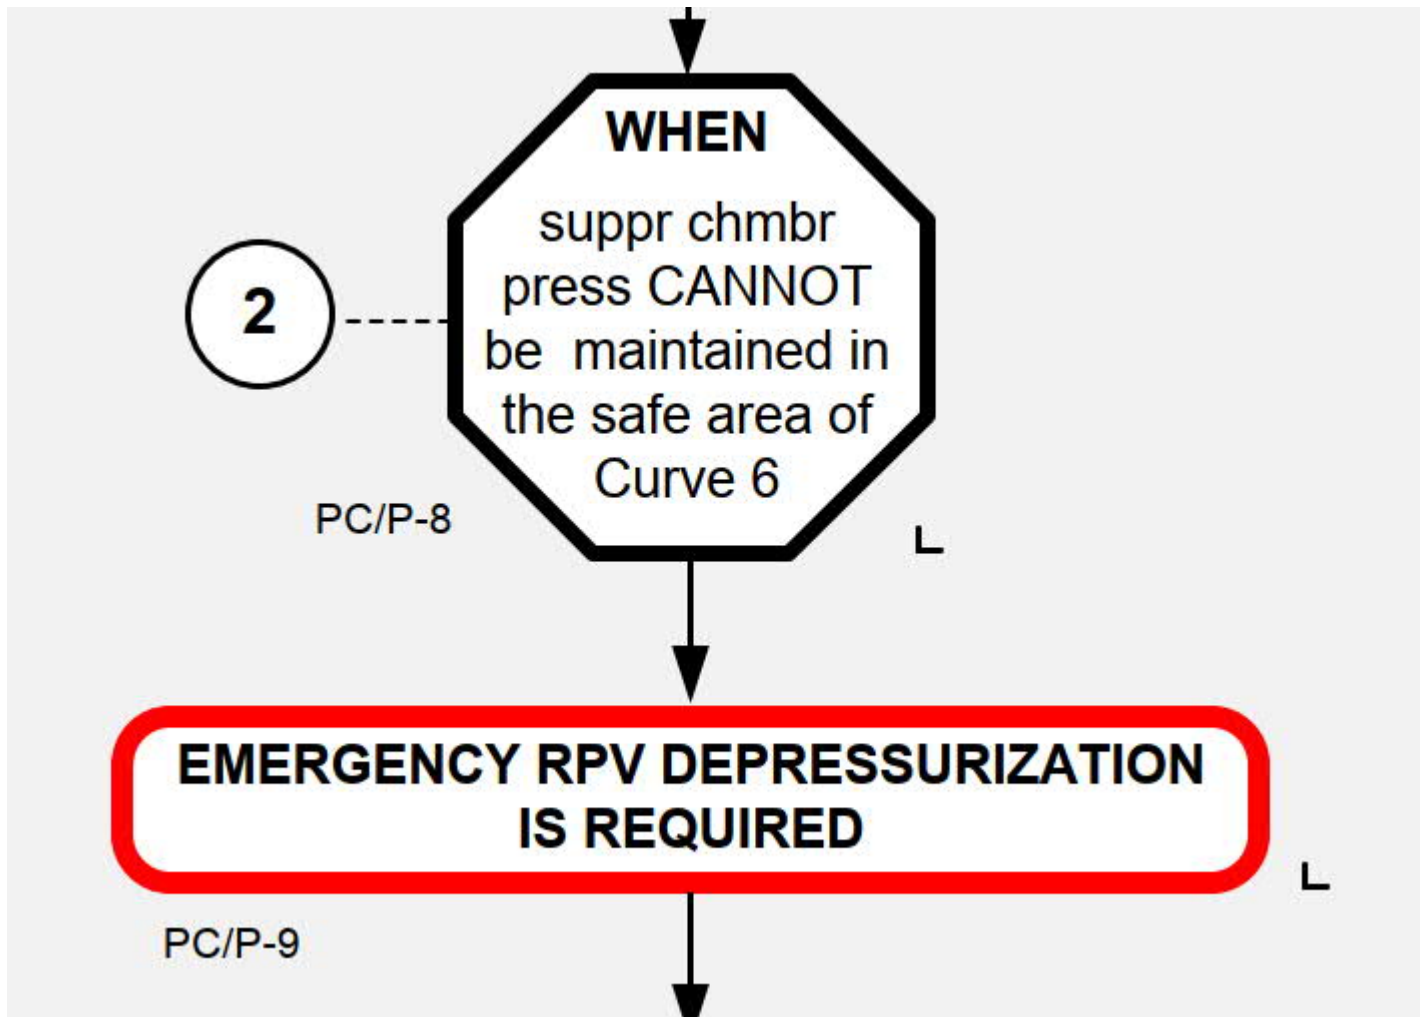 WHEN
suppr chmbr
press CANNOT
be maintained in
the safe area of
Curve 6
2
PC/P-8
EMERGENCY RPV DEPRESSURIZATION
IS REQUIRED
PC/P-9